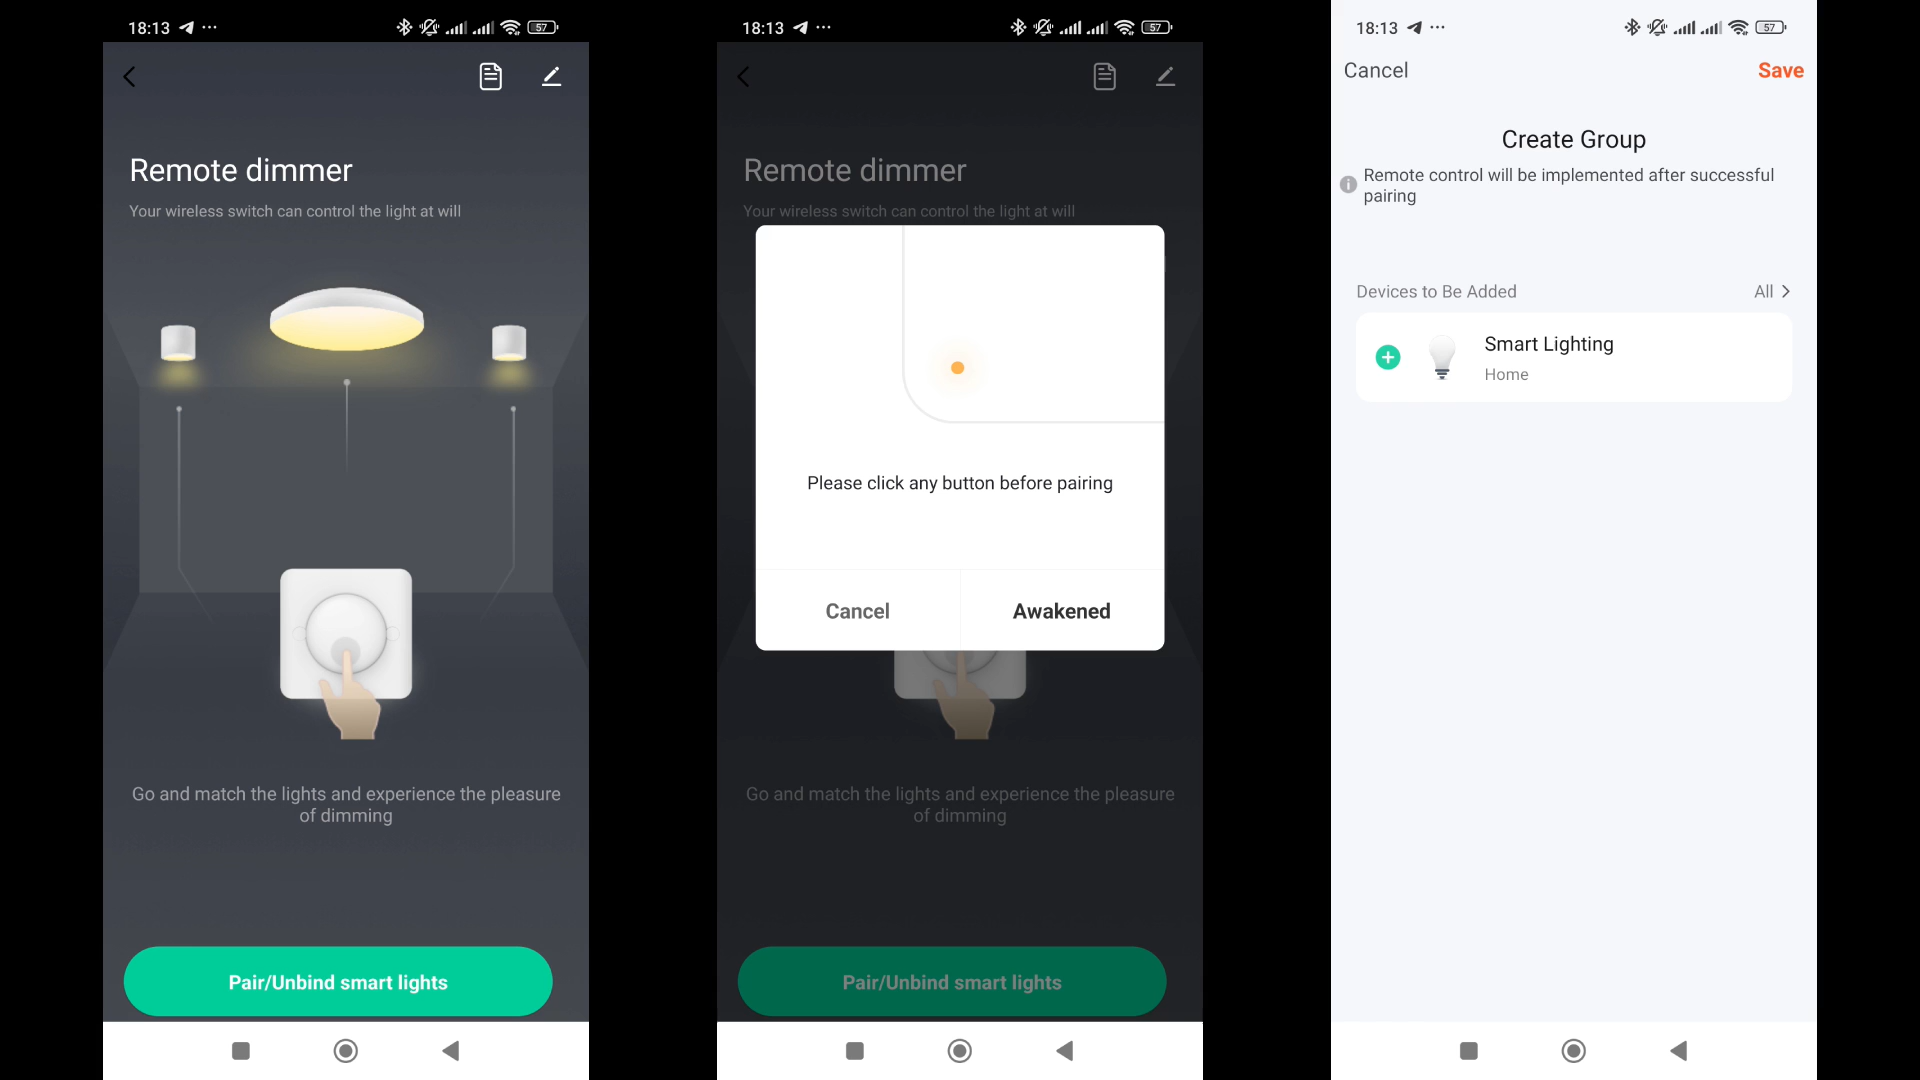 18:13
57
Remote dimmer
Your wireless switch can control the light at will
Go and match the lights and experience the pleasure
of dimming
Pair/Unbind smart lights
18:13
57
Remote dimmer
Your wireless switch can control the light at will
Please click any button before pairing
Cancel
Awakened
Go and match the lights and experience the pleasure
of dimming
Pair/Unbind smart lights
18:13
57
Cancel
Save
Create Group
Remote control will be implemented after successful
pairing
Devices to Be Added
All
Smart Lighting
Home